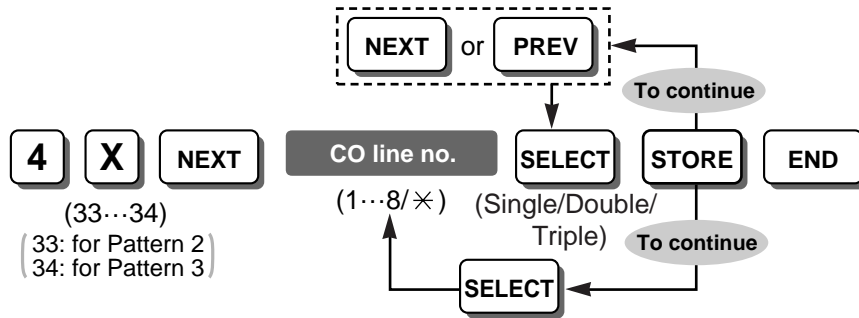 NEXT or PREV
To continue
4 X NEXT CO line no. SELECT STORE END
(33···34) (1···8/✳) (Single/Double/
Triple)
33: for Pattern 2
34: for Pattern 3
To continue
SELECT